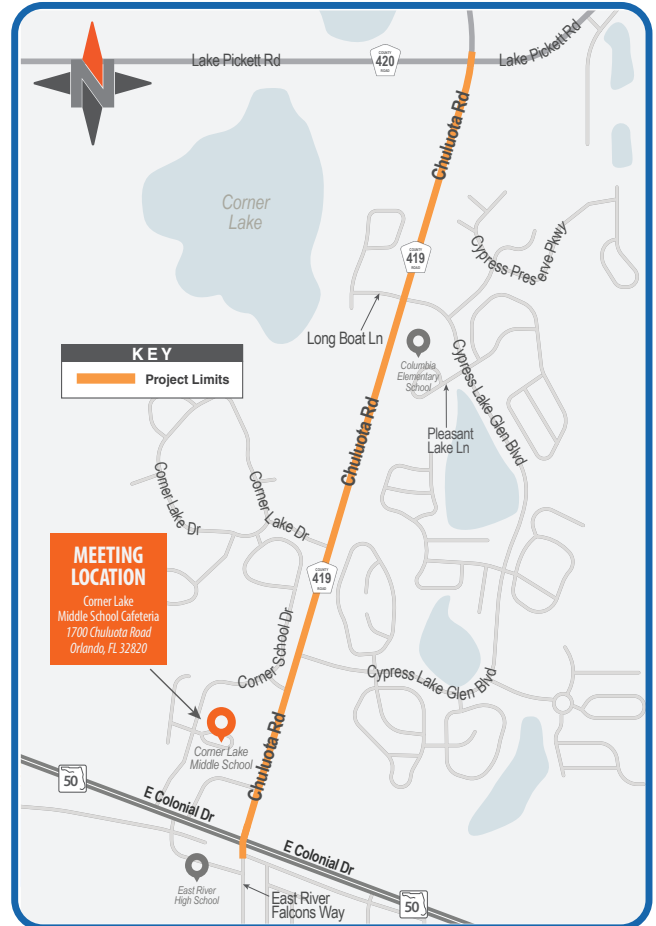 Lake Pickett Rd
COUNTY
420
ROAD
Lake Pickett Rd
N
Chuluota Rd
Corner
Lake
COUNTY
419
ROAD
Cypress Preserve Pkwy
Long Boat Ln
KEY
Project Limits
Columbia
Elementary
School
Cypress Lake Glen Blvd
Chuluota Rd
Pleasant
Lake Ln
Corner Lake Dr
Corner Lake Dr
MEETING
LOCATION
Corner Lake
Middle School Cafeteria
1700 Chuluota Road
Orlando, FL 32820
COUNTY
419
ROAD
Corner School Dr
Cypress Lake Glen Blvd
Chuluota Rd
Corner Lake
Middle School
50
E Colonial Dr
E Colonial Dr
East River
High School
East River
Falcons Way
50